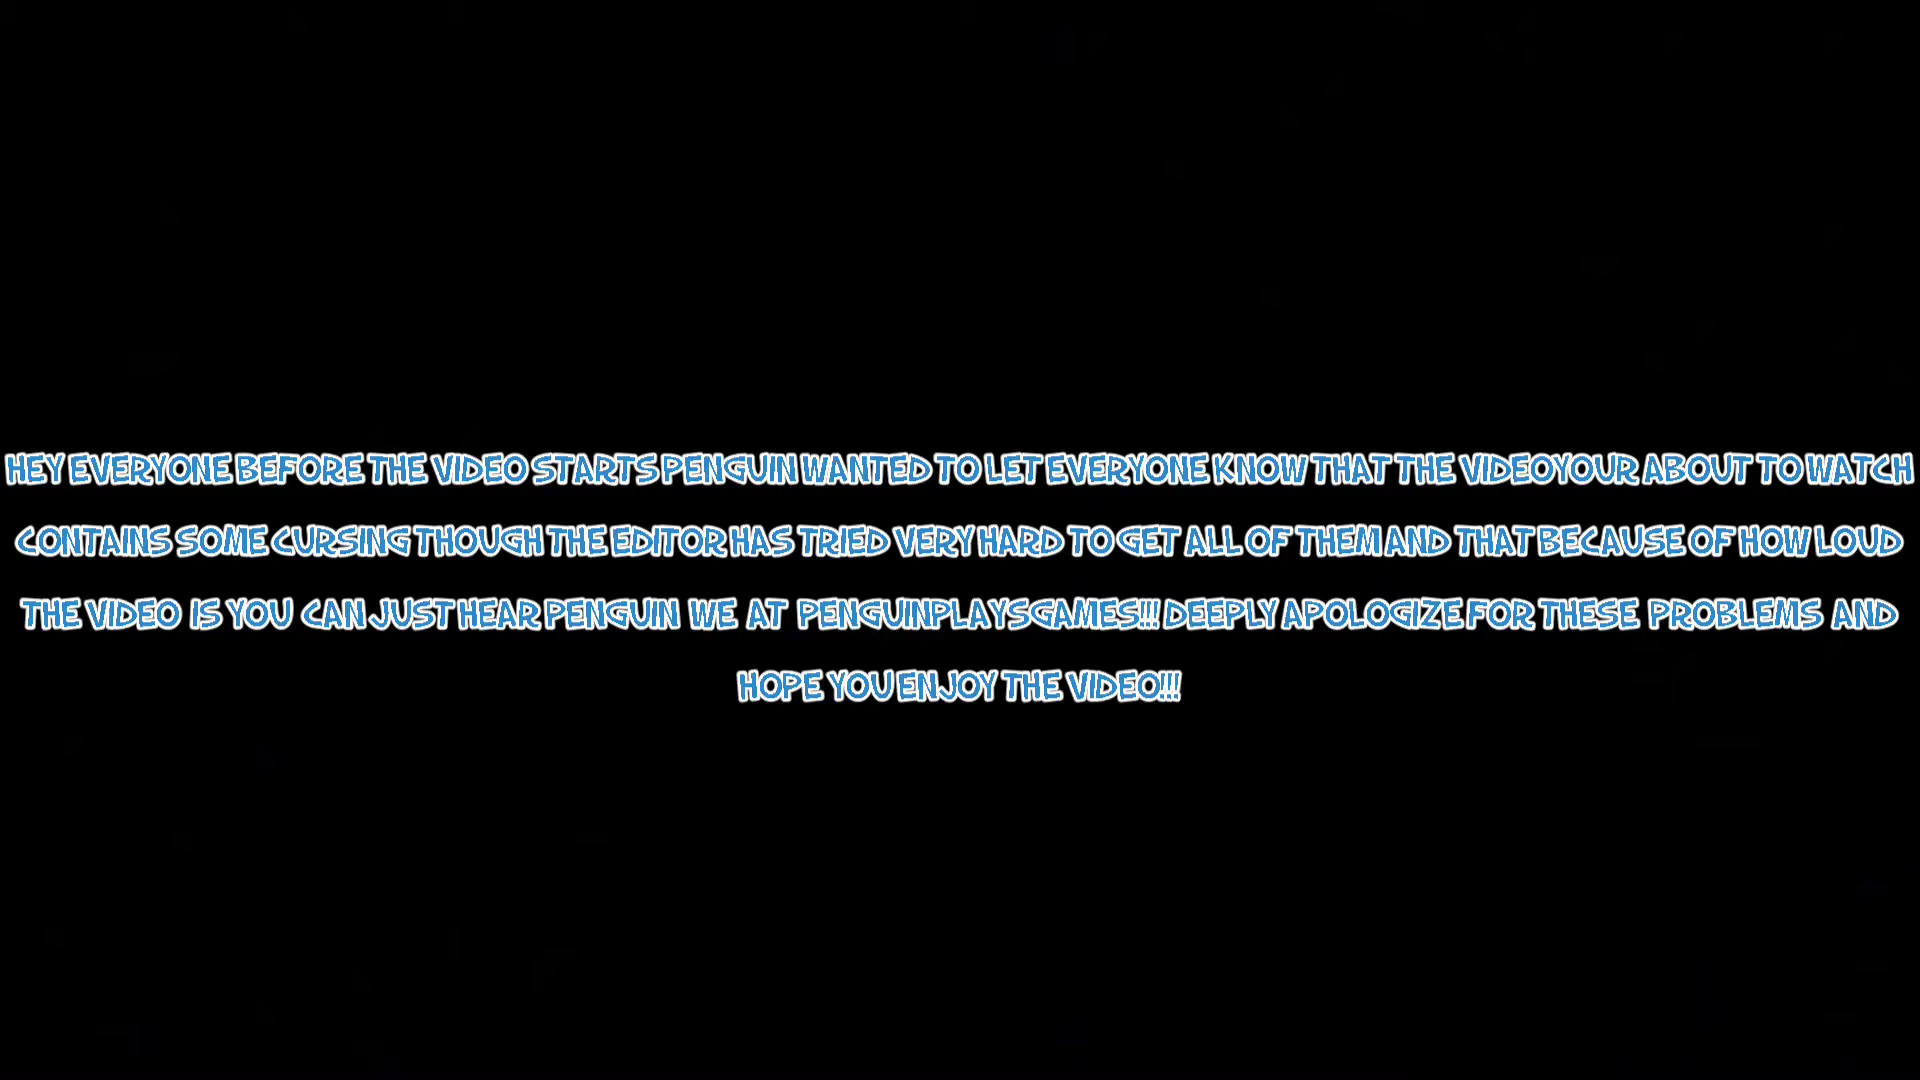 HEY EVERYONE BEFORE THE VIDEO STARTS PENGUIN WANTED TO LET EVERYONE KNOW THAT THE VIDEOYOUR ABOUT TO WATCH
CONTAINS SOME CURSING THOUGH THE EDITOR HAS TRIED VERY HARD TO GET ALL OF THEM AND THAT BECAUSE OF HOW LOUD
THE VIDEO IS YOU CAN JUST HEAR PENGUIN WE AT PENGUINPLAYSGAMES!!! DEEPLY APOLOGIZE FOR THESE PROBLEMS AND
HOPE YOU ENJOY THE VIDEO!!!